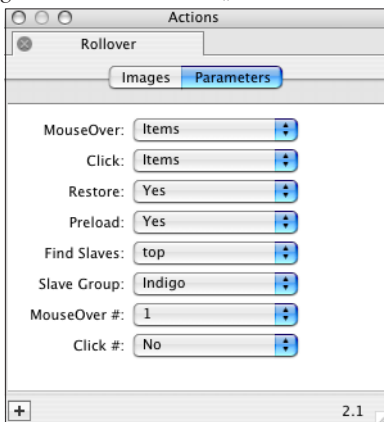 Actions
Rollover
Images Parameters
MouseOver: Items
Click: Items
Restore: Yes
Preload: Yes
Find Slaves: top
Slave Group: Indigo
MouseOver #: 1
Click #: No
+ 2.1